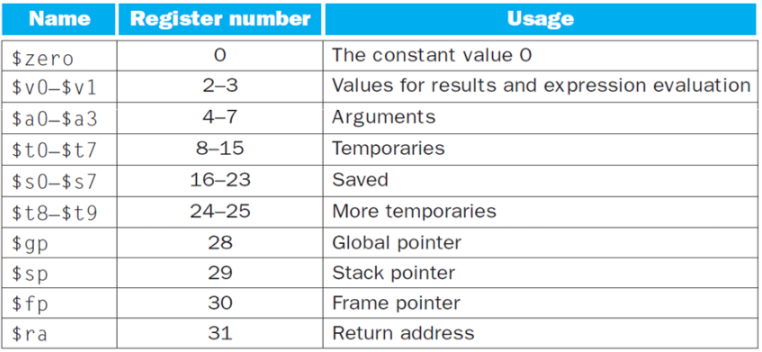 Name Register number Usage
$zero 0 The constant value 0
$v0–$v1 2–3 Values for results and expression evaluation
$a0–$a3 4–7 Arguments
$t0–$t7 8–15 Temporaries
$s0–$s7 16–23 Saved
$t8–$t9 24–25 More temporaries
$gp 28 Global pointer
$sp 29 Stack pointer
$fp 30 Frame pointer
$ra 31 Return address